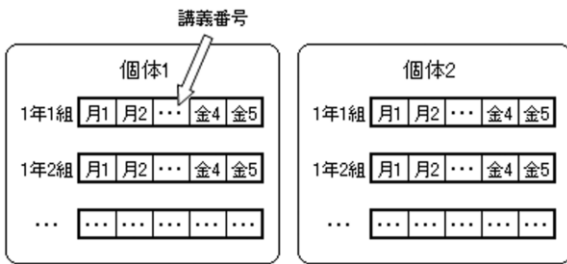 講義番号
個体1
1年1組 月1 月2 … 金4 金5
1年2組 月1 月2 … 金4 金5
… … … … … …
個体2
1年1組 月1 月2 … 金4 金5
1年2組 月1 月2 … 金4 金5
… … … … … …